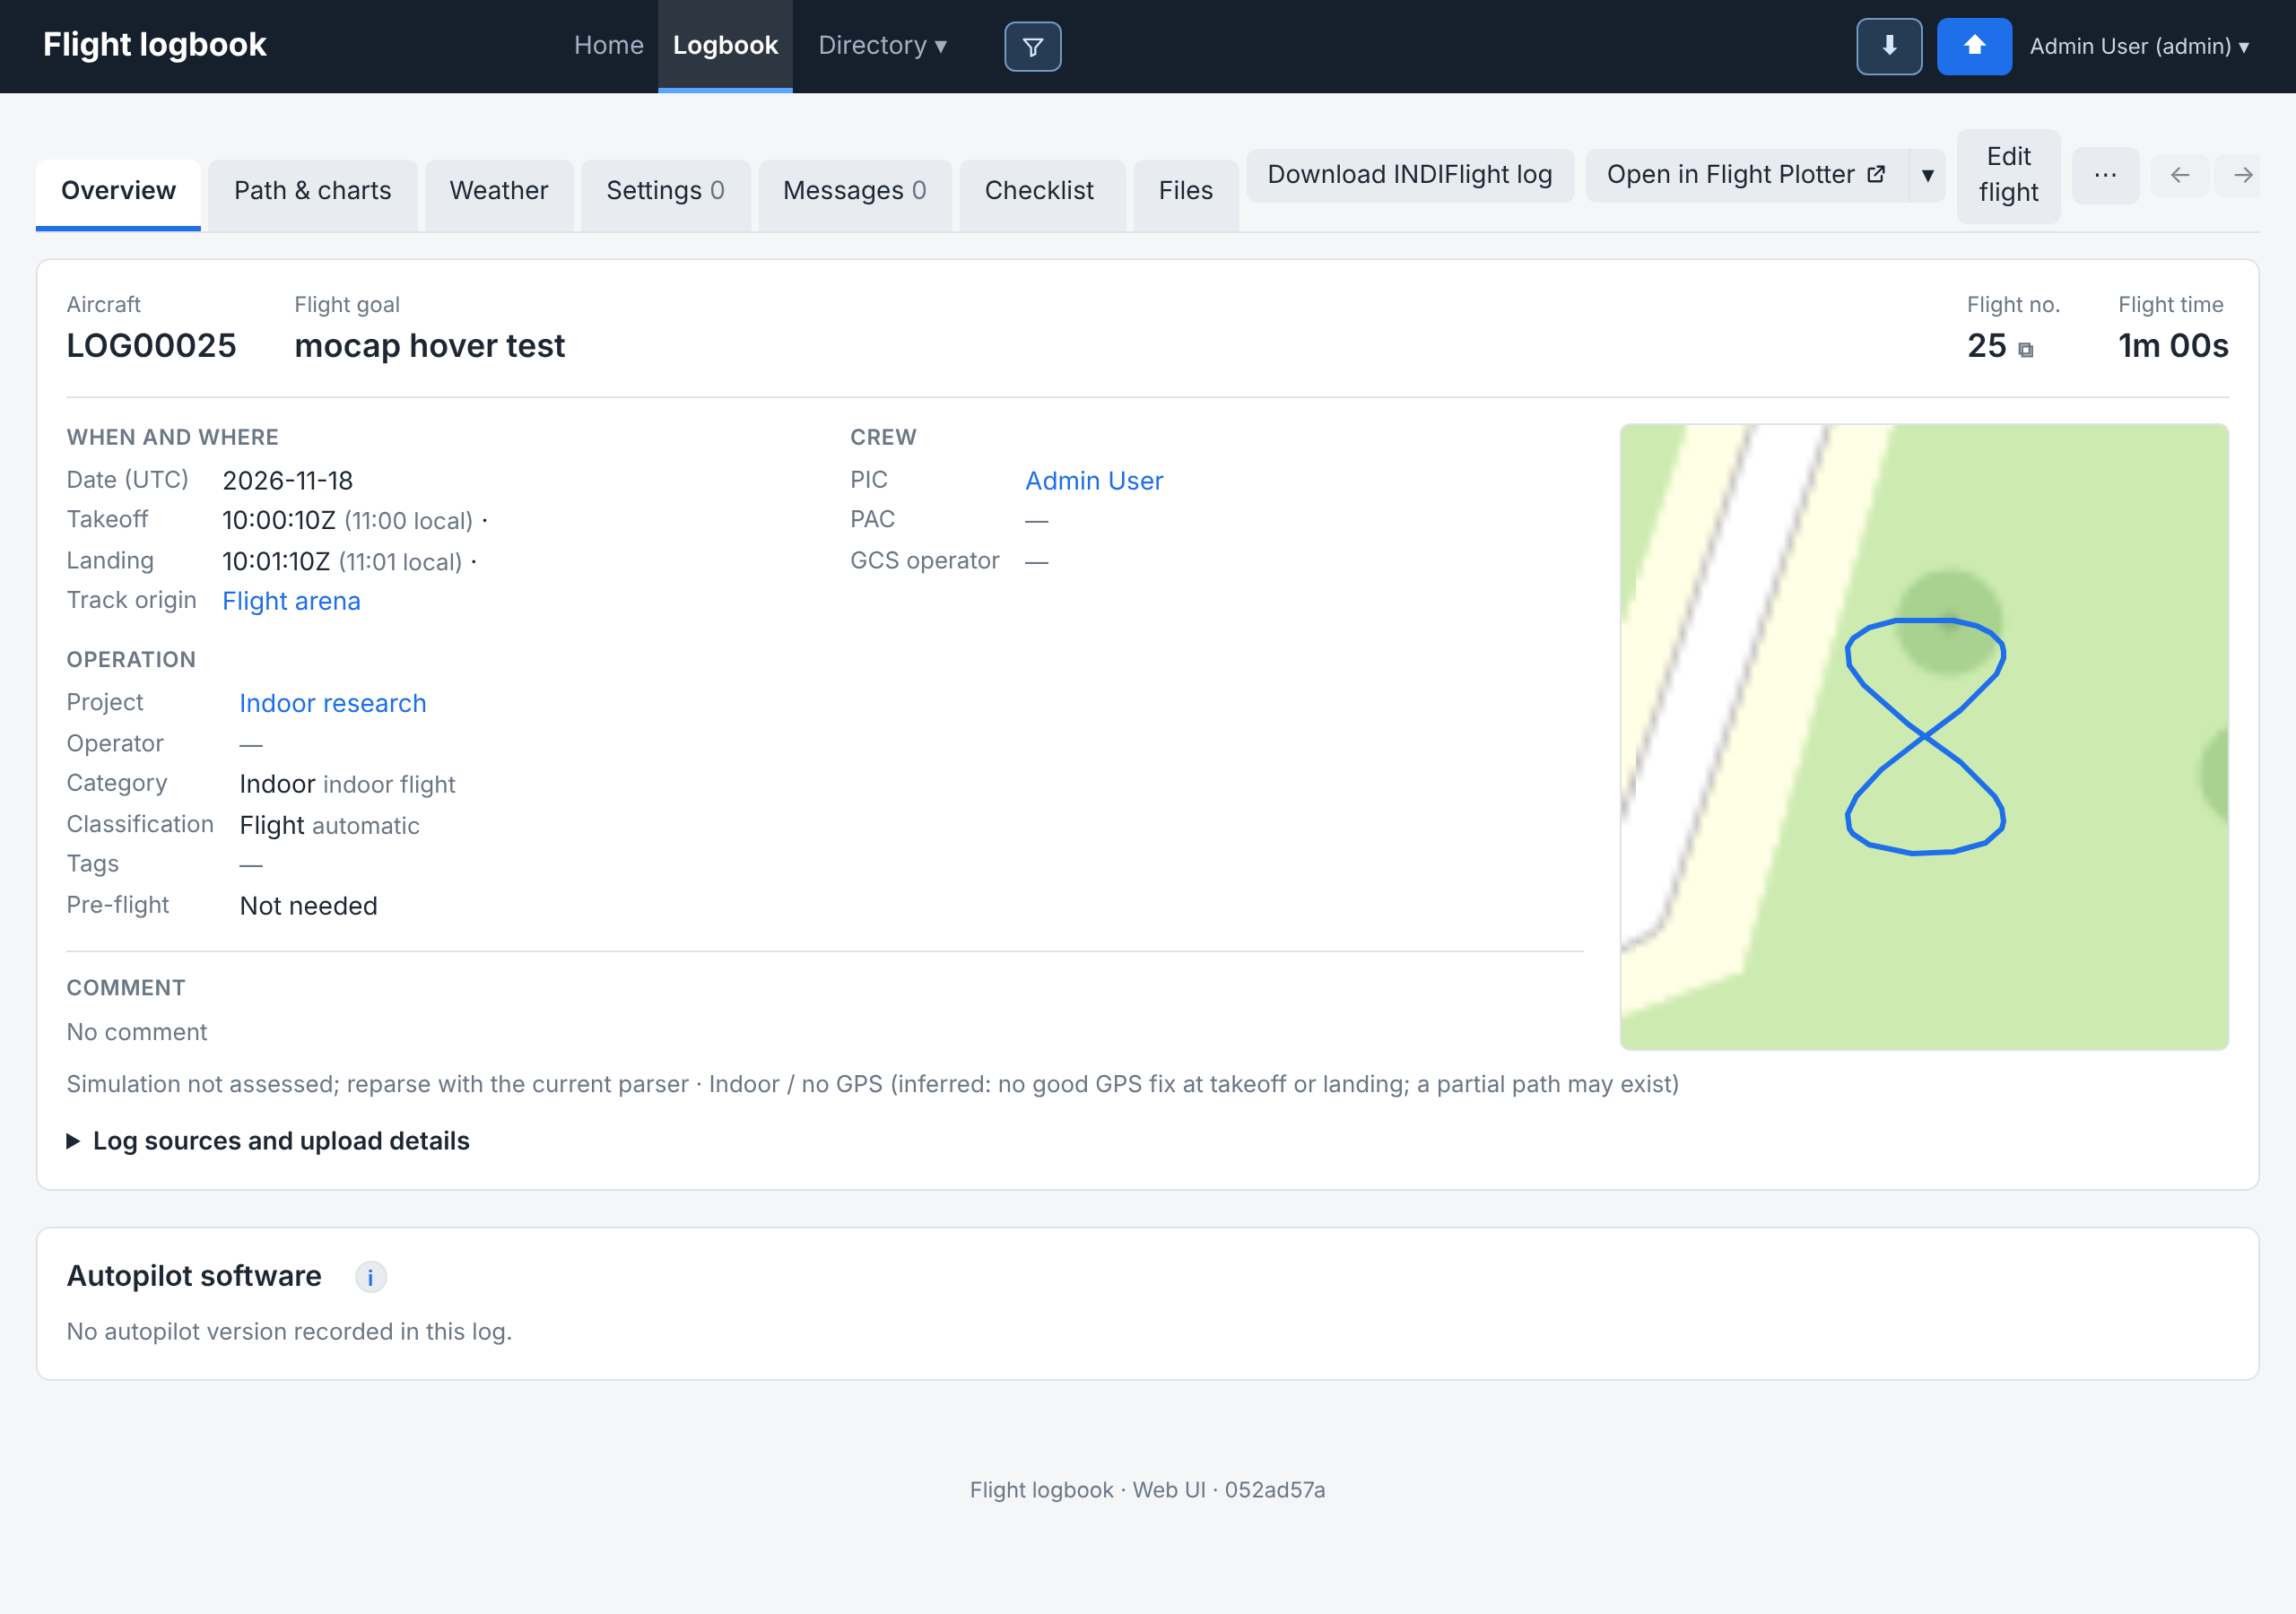 Flight logbook
Home
Logbook
Directory ▾
Admin User (admin) ▾
Overview
Path & charts
Weather
Settings 0
Messages 0
Checklist
Files
Download INDIFlight log
Open in Flight Plotter
▾
Edit
flight
⋯
←
→
Aircraft
LOG00025
Flight goal
mocap hover test
Flight no.
25
Flight time
1m 00s
WHEN AND WHERE
Date (UTC) 2026-11-18
Takeoff 10:00:10Z (11:00 local) ·
Landing 10:01:10Z (11:01 local) ·
Track origin Flight arena
CREW
PIC Admin User
PAC —
GCS operator —
OPERATION
Project Indoor research
Operator —
Category Indoor indoor flight
Classification Flight automatic
Tags —
Pre-flight Not needed
COMMENT
No comment
Simulation not assessed; reparse with the current parser · Indoor / no GPS (inferred: no good GPS fix at takeoff or landing; a partial path may exist)
Log sources and upload details
Autopilot software i
No autopilot version recorded in this log.
Flight logbook · Web UI · 052ad57a